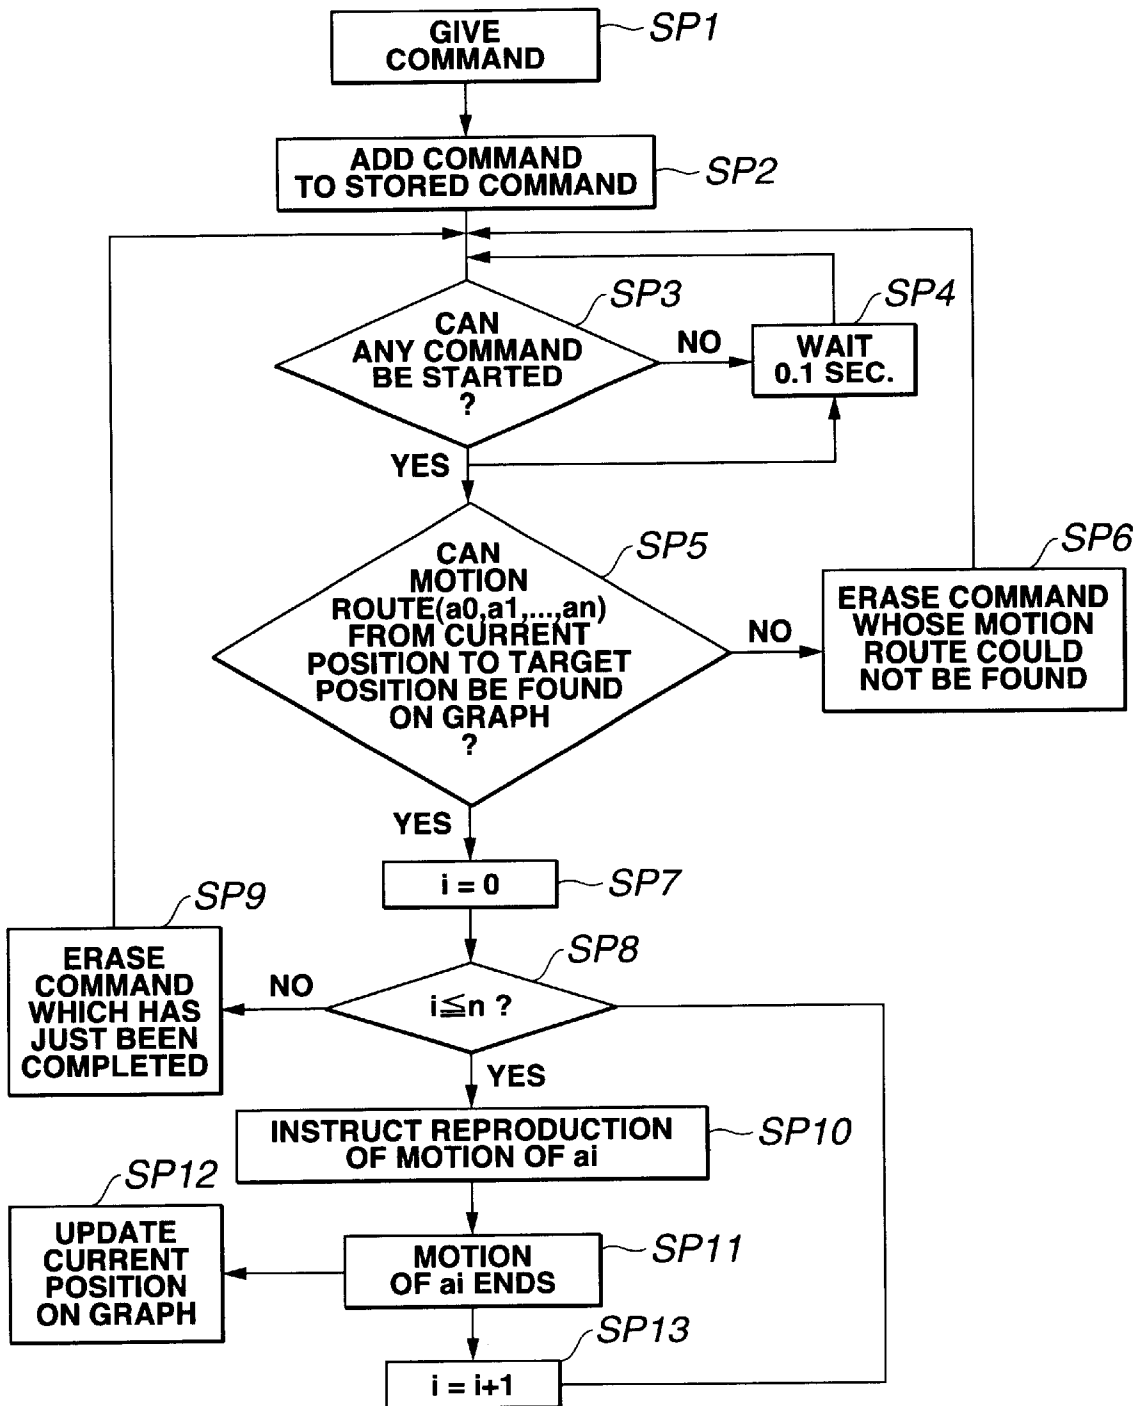 GIVE
COMMAND
SP1
ADD COMMAND
TO STORED COMMAND
SP2
CAN
ANY COMMAND
BE STARTED
?
SP3
NO
WAIT
0.1 SEC.
SP4
YES
CAN
MOTION
ROUTE(a0,a1,...,an)
FROM CURRENT
POSITION TO TARGET
POSITION BE FOUND
ON GRAPH
?
SP5
NO
ERASE COMMAND
WHOSE MOTION
ROUTE COULD
NOT BE FOUND
SP6
YES
i = 0
SP7
i≦n ?
SP8
NO
ERASE
COMMAND
WHICH HAS
JUST BEEN
COMPLETED
SP9
YES
INSTRUCT REPRODUCTION
OF MOTION OF ai
SP10
MOTION
OF ai ENDS
SP11
UPDATE
CURRENT
POSITION
ON GRAPH
SP12
i = i+1
SP13